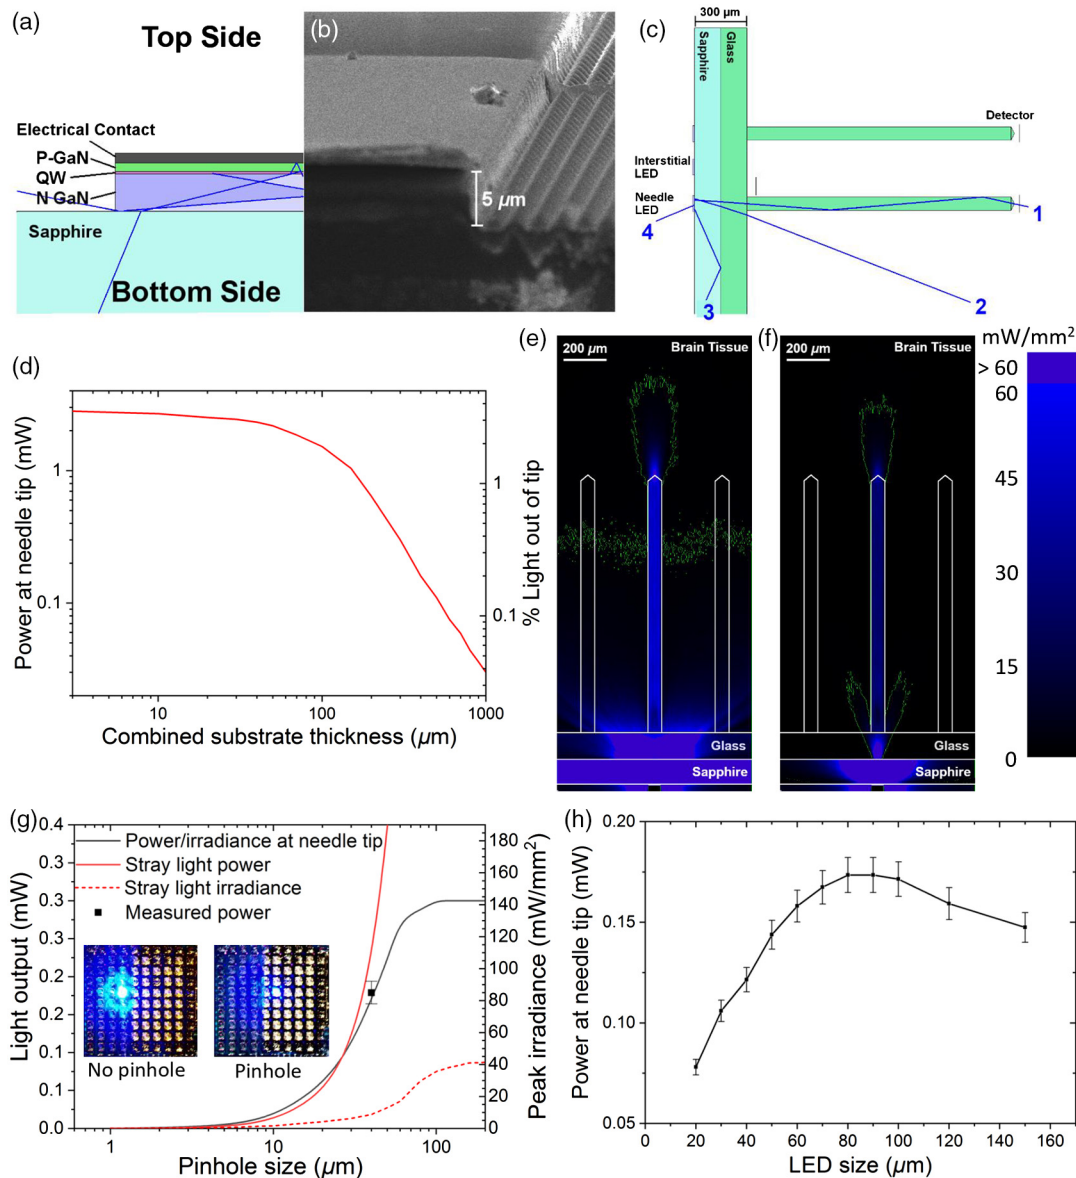 (a)
Top Side
Electrical Contact
P-GaN
QW
N-GaN
Sapphire
Bottom Side
(b)
5 µm
(c)
300 µm
Sapphire
Glass
Detector
Interstitial
LED
Needle
LED
1
2
3
4
(d)
Power at needle tip (mW)
1
0.1
10
100
1000
Combined substrate thickness (µm)
1
0.1
% Light out of tip
(e)
200 µm
Brain Tissue
Glass
Sapphire
(f)
200 µm
Brain Tissue
Glass
Sapphire
mW/mm²
> 60
60
45
30
15
0
(g)
Light output (mW)
0.4
0.3
0.3
0.2
0.2
0.1
0.1
0.0
Power/irradiance at needle tip
Stray light power
Stray light irradiance
Measured power
No pinhole
Pinhole
1
10
100
Pinhole size (µm)
180
160
140
120
100
80
60
40
20
0
Peak irradiance (mW/mm²)
(h)
Power at needle tip (mW)
0.20
0.15
0.10
0.05
0
20
40
60
80
100
120
140
160
LED size (µm)